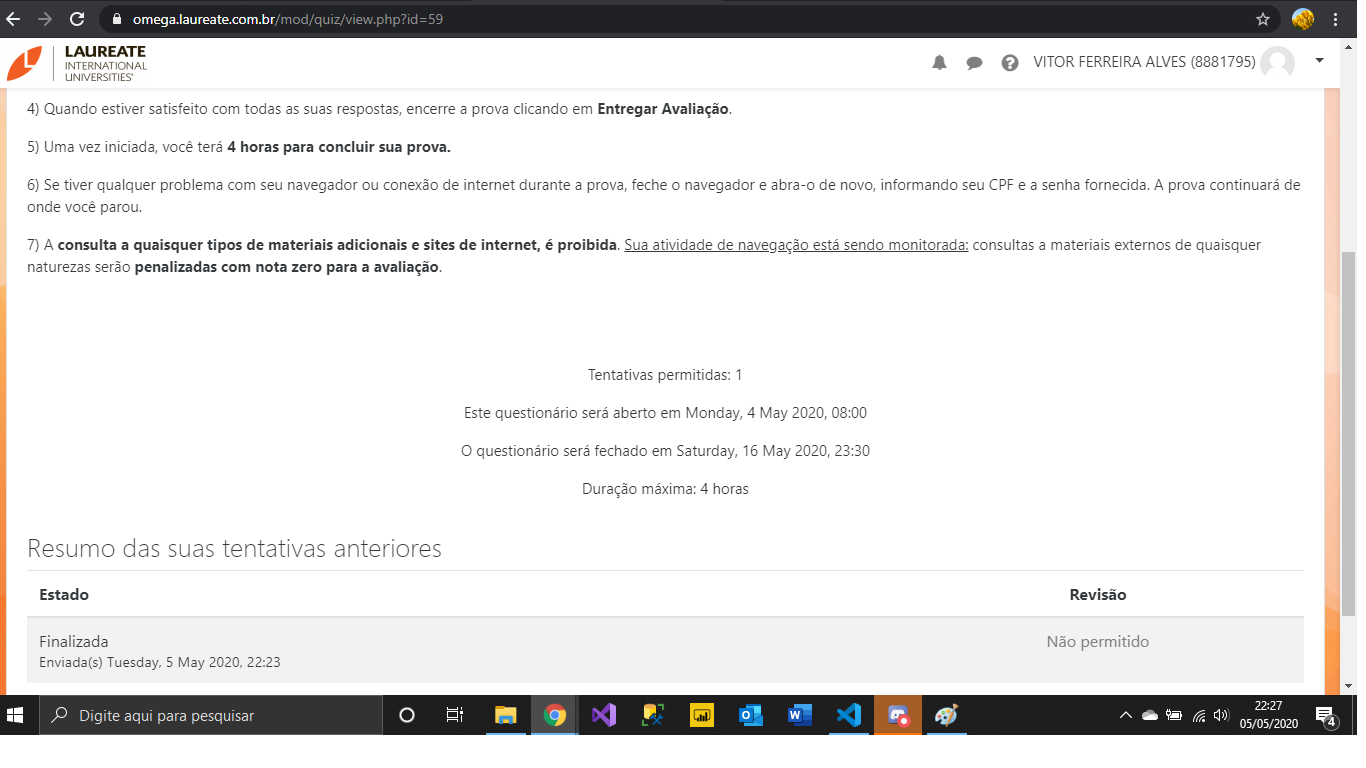 omega.laureate.com.br/mod/quiz/view.php?id=59
LAUREATE
INTERNATIONAL
UNIVERSITIES®
VITOR FERREIRA ALVES (8881795)
4) Quando estiver satisfeito com todas as suas respostas, encerre a prova clicando em Entregar Avaliação.
5) Uma vez iniciada, você terá 4 horas para concluir sua prova.
6) Se tiver qualquer problema com seu navegador ou conexão de internet durante a prova, feche o navegador e abra-o de novo, informando seu CPF e a senha fornecida. A prova continuará de
onde você parou.
7) A consulta a quaisquer tipos de materiais adicionais e sites de internet, é proibida. Sua atividade de navegação está sendo monitorada: consultas a materiais externos de quaisquer
naturezas serão penalizadas com nota zero para a avaliação.
Tentativas permitidas: 1
Este questionário será aberto em Monday, 4 May 2020, 08:00
O questionário será fechado em Saturday, 16 May 2020, 23:30
Duração máxima: 4 horas
Resumo das suas tentativas anteriores
Estado Revisão
Finalizada Não permitido
Enviada(s) Tuesday, 5 May 2020, 22:23
Digite aqui para pesquisar
22:27
05/05/2020
4